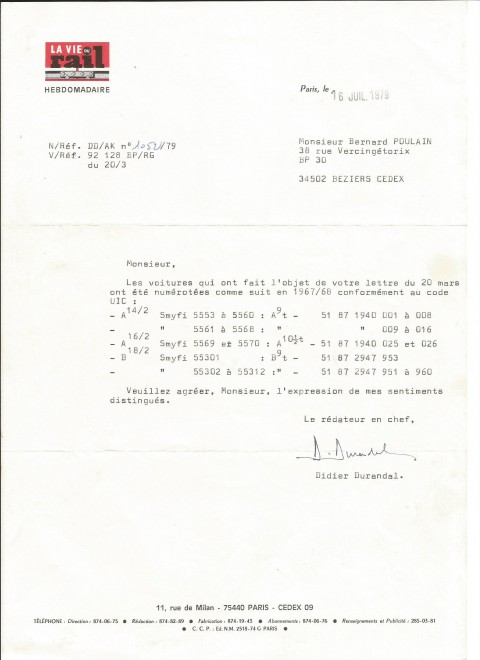 LA VIE DU
rail
HEBDOMADAIRE
Paris, le 16 JUIL. 1979
N/Réf. DD/AK n° /79
V/Réf. 92 128 BP/RG
du 20/3
Monsieur Bernard POULAIN
38 rue Vercingétorix
BP 30
34502 BEZIERS CEDEX
Monsieur,
Les voitures qui ont fait l'objet de votre lettre du 20 mars
ont été numérotées comme suit en 1967/68 conformément au code
UIC :
- A14/2 Smyfi 5553 à 5560 : A9t - 51 87 1940 001 à 008
- " 5561 à 5568 : " " 009 à 016
- A16/2 Smyfi 5569 et 5570 : A10½t - 51 87 1940 025 et 026
- B18/2 Smyfi 55301 : B9t - 51 87 2947 953
- " 55302 à 55312 :" - 51 87 2947 951 à 960
Veuillez agréer, Monsieur, l'expression de mes sentiments
distingués.
Le rédateur en chef,
D. Durandal
Didier Durandal.
11, rue de Milan - 75440 PARIS - CEDEX 09
TÉLÉPHONE : Direction : 874-06-75 ● Rédaction : 874-82-89 ● Fabrication : 874-19-43 ● Abonnements : 874-06-76 ● Renseignements et Publicité : 285-03-81
● C. C. P. : Ed. N.M. 2518-74 G PARIS ●